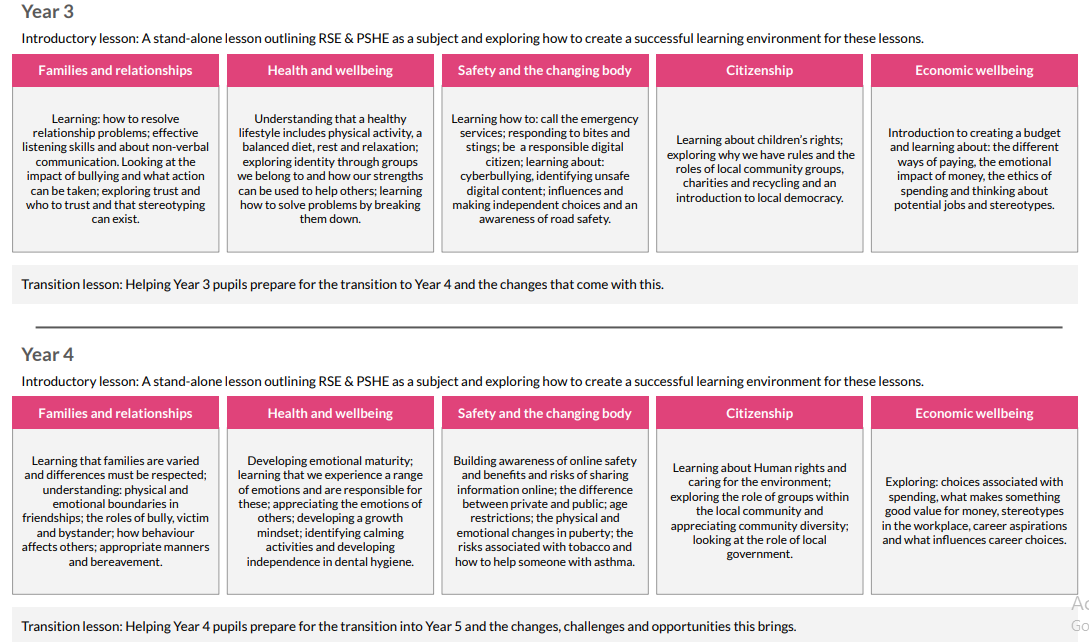 Year 3
Introductory lesson: A stand-alone lesson outlining RSE & PSHE as a subject and exploring how to create a successful learning environment for these lessons.
Families and relationships
Learning: how to resolve
relationship problems; effective
listening skills and about non-verbal
communication. Looking at the
impact of bullying and what action
can be taken; exploring trust and
who to trust and that stereotyping
can exist.
Health and wellbeing
Understanding that a healthy
lifestyle includes physical activity, a
balanced diet, rest and relaxation;
exploring identity through groups
we belong to and how our strengths
can be used to help others; learning
how to solve problems by breaking
them down.
Safety and the changing body
Learning how to: call the emergency
services; responding to bites and
stings; be a responsible digital
citizen; learning about:
cyberbullying, identifying unsafe
digital content; influences and
making independent choices and an
awareness of road safety.
Citizenship
Learning about children's rights;
exploring why we have rules and the
roles of local community groups,
charities and recycling and an
introduction to local democracy.
Economic wellbeing
Introduction to creating a budget
and learning about: the different
ways of paying, the emotional
impact of money, the ethics of
spending and thinking about
potential jobs and stereotypes.
Transition lesson: Helping Year 3 pupils prepare for the transition to Year 4 and the changes that come with this.
Year 4
Introductory lesson: A stand-alone lesson outlining RSE & PSHE as a subject and exploring how to create a successful learning environment for these lessons.
Families and relationships
Learning that families are varied
and differences must be respected;
understanding: physical and
emotional boundaries in
friendships; the roles of bully, victim
and bystander; how behaviour
affects others; appropriate manners
and bereavement.
Health and wellbeing
Developing emotional maturity;
learning that we experience a range
of emotions and are responsible for
these; appreciating the emotions of
others; developing a growth
mindset; identifying calming
activities and developing
independence in dental hygiene.
Safety and the changing body
Building awareness of online safety
and benefits and risks of sharing
information online; the difference
between private and public; age
restrictions; the physical and
emotional changes in puberty; the
risks associated with tobacco and
how to help someone with asthma.
Citizenship
Learning about Human rights and
caring for the environment;
exploring the role of groups within
the local community and
appreciating community diversity;
looking at the role of local
government.
Economic wellbeing
Exploring: choices associated with
spending, what makes something
good value for money, stereotypes
in the workplace, career aspirations
and what influences career choices.
Transition lesson: Helping Year 4 pupils prepare for the transition into Year 5 and the changes, challenges and opportunities this brings.